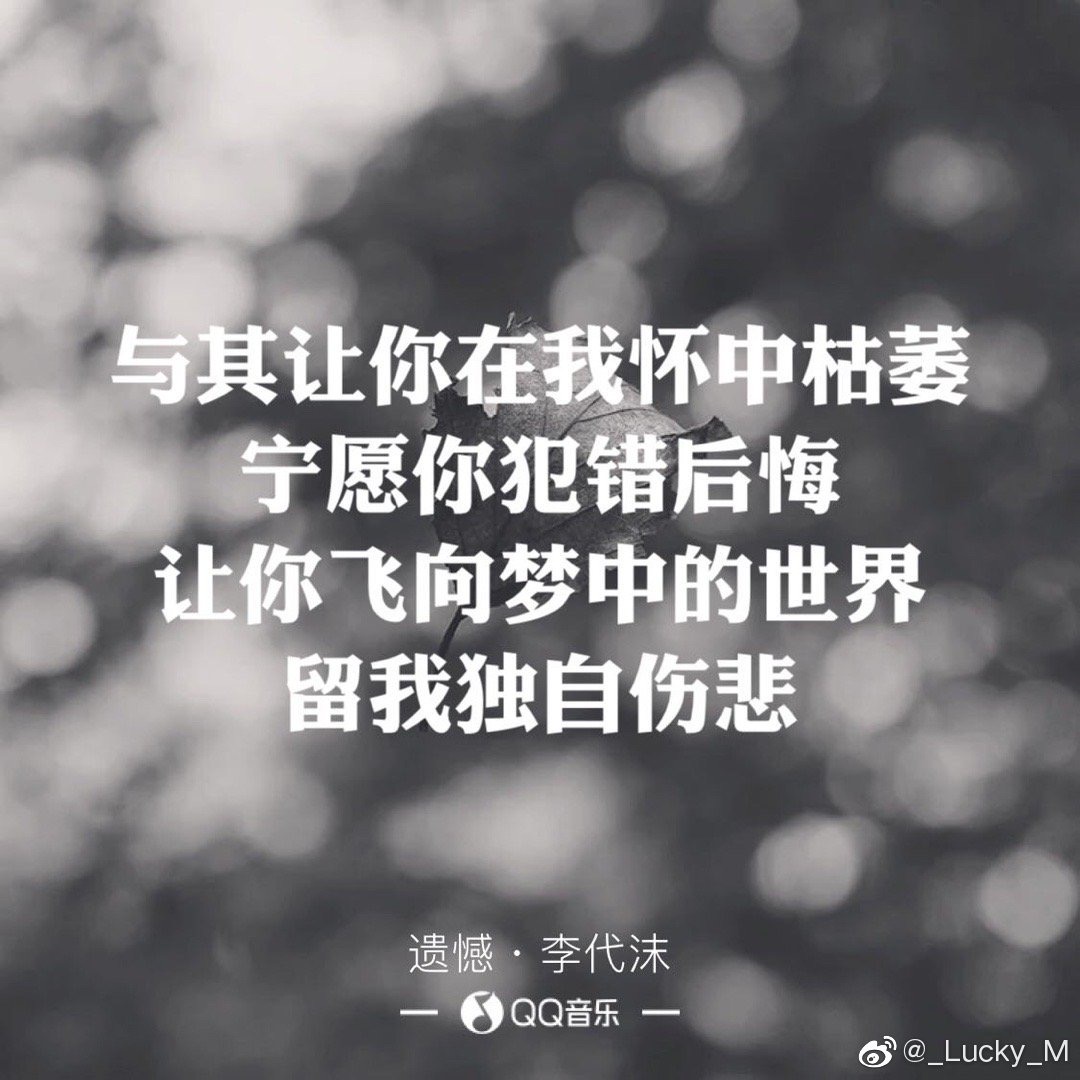 与其让你在我怀中枯萎
宁愿你犯错后悔
让你飞向梦中的世界
留我独自伤悲
遗憾·李代沫
QQ音乐
@_Lucky_M